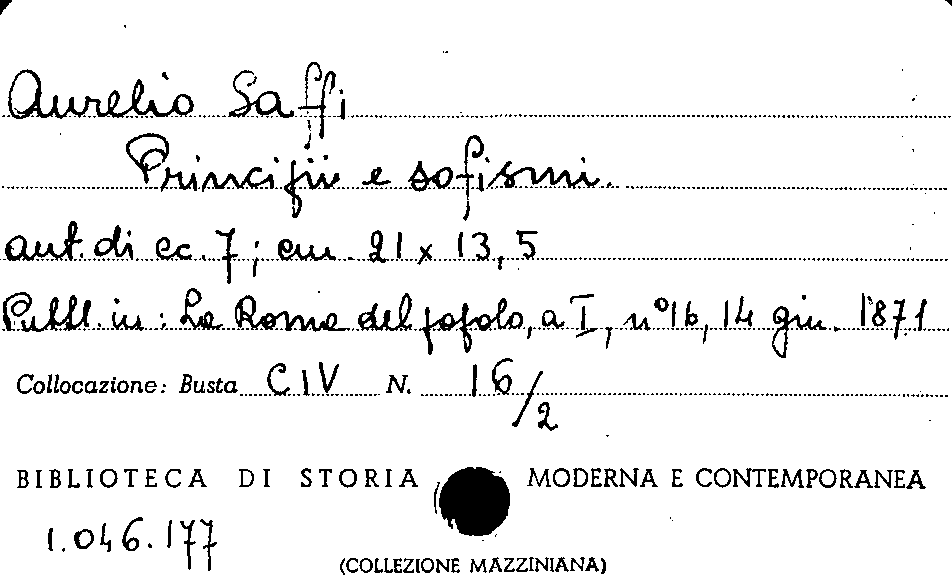 Aurelio Saffi
Principii e sofismi.
aut. di cc. 7; cm. 21 x 13,5
Pubbl. in: La Roma del popolo, a I, n° 16, 14 giu. 1871
Collocazione: Busta CIV N. 16/2
BIBLIOTECA DI STORIA MODERNA E CONTEMPORANEA
1.046.177
(COLLEZIONE MAZZINIANA)